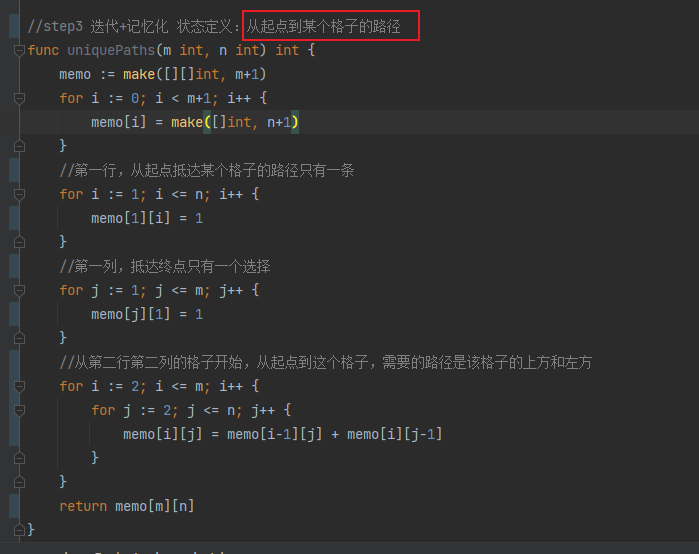 //step3 迭代+记忆化 状态定义: 从起点到某个格子的路径
func uniquePaths(m int, n int) int {
memo := make([][]int, m+1)
for i := 0; i < m+1; i++ {
memo[i] = make([]int, n+1)
}
//第一行，从起点抵达某个格子的路径只有一条
for i := 1; i <= n; i++ {
memo[1][i] = 1
}
//第一列，抵达终点只有一个选择
for j := 1; j <= m; j++ {
memo[j][1] = 1
}
//从第二行第二列的格子开始，从起点到这个格子，需要的路径是该格子的上方和左方
for i := 2; i <= m; i++ {
for j := 2; j <= n; j++ {
memo[i][j] = memo[i-1][j] + memo[i][j-1]
}
}
return memo[m][n]
}